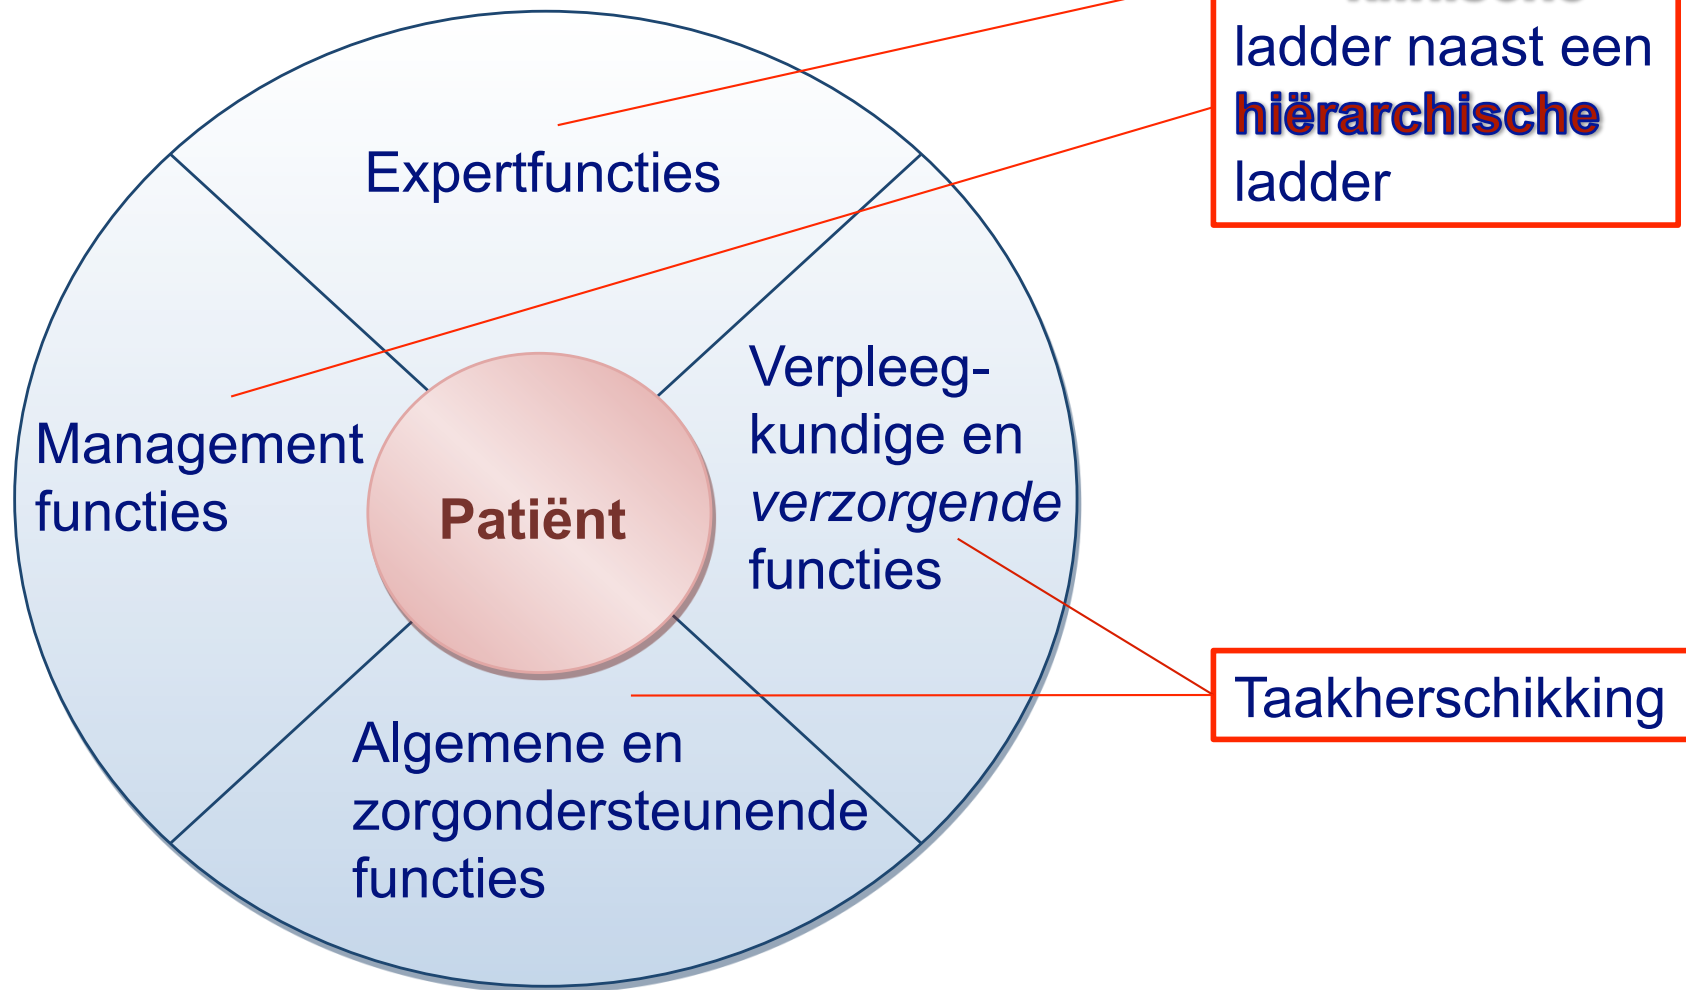 ladder naast een
hiërarchische
ladder
Expertfuncties
Management
functies
Patiënt
Verpleeg-
kundige en
verzorgende
functies
Algemene en
zorgondersteunende
functies
Taakherschikking